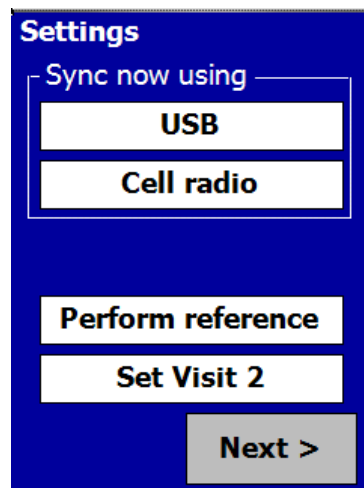 Settings
Sync now using
USB
Cell radio
Perform reference
Set Visit 2
Next >